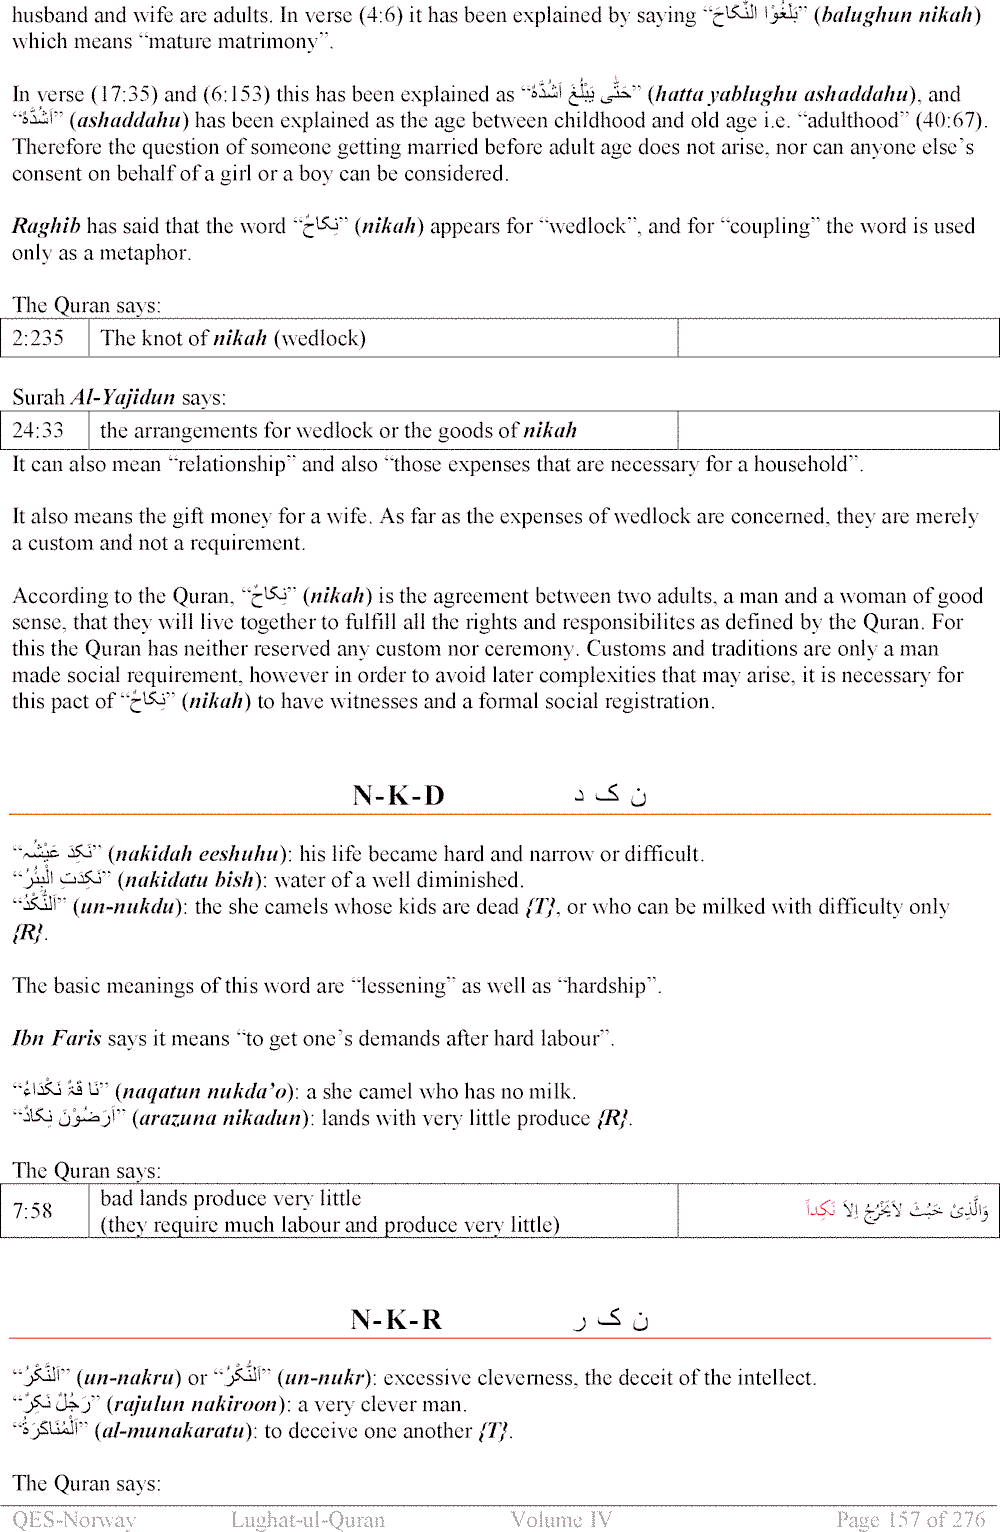 husband and wife are adults. In verse (4:6) it has been explained by saying “بَلَغُوْا النِّكَاحَ” (balughun nikah)
which means “mature matrimony”.
In verse (17:35) and (6:153) this has been explained as “حَتّٰى يَبْلُغَ اَشُدَّهٗ” (hatta yablughu ashaddahu), and
“اَشُدَّهٗ” (ashaddahu) has been explained as the age between childhood and old age i.e. “adulthood” (40:67).
Therefore the question of someone getting married before adult age does not arise, nor can anyone else’s
consent on behalf of a girl or a boy can be considered.
Raghib has said that the word “نِكَاحٌ” (nikah) appears for “wedlock”, and for “coupling” the word is used
only as a metaphor.
The Quran says:
2:235 The knot of nikah (wedlock)
Surah Al-Yajidun says:
24:33 the arrangements for wedlock or the goods of nikah
It can also mean “relationship” and also “those expenses that are necessary for a household”.
It also means the gift money for a wife. As far as the expenses of wedlock are concerned, they are merely
a custom and not a requirement.
According to the Quran, “نِكَاحٌ” (nikah) is the agreement between two adults, a man and a woman of good
sense, that they will live together to fulfill all the rights and responsibilites as defined by the Quran. For
this the Quran has neither reserved any custom nor ceremony. Customs and traditions are only a man
made social requirement, however in order to avoid later complexities that may arise, it is necessary for
this pact of “نِكَاحٌ” (nikah) to have witnesses and a formal social registration.
N-K-D ن ک د
“نَكِدَ عَيْشُہ” (nakidah eeshuhu): his life became hard and narrow or difficult.
“نَكِدَتِ الْبِئْرُ” (nakidatu bish): water of a well diminished.
“اَلنُّكْدُ” (un-nukdu): the she camels whose kids are dead {T}, or who can be milked with difficulty only
{R}.
The basic meanings of this word are “lessening” as well as “hardship”.
Ibn Faris says it means “to get one’s demands after hard labour”.
“نَا قَةٌ نَكْدَاءُ” (naqatun nukda’o): a she camel who has no milk.
“اَرَضُوْنَ نِكَادٌ” (arazuna nikadun): lands with very little produce {R}.
The Quran says:
7:58 bad lands produce very little
(they require much labour and produce very little) وَالَّذِىْ خَبُثَ لاَيَخْرُجُ اِلاَّ نَكِداً
N-K-R ن ک ر
“اَلنَّكْرُ” (un-nakru) or “اَلنُّكْرُ” (un-nukr): excessive cleverness, the deceit of the intellect.
“رَجُلٌ نَكِرٌ” (rajulun nakiroon): a very clever man.
“اَلْمُنَاكَرَةُ” (al-munakaratu): to deceive one another {T}.
The Quran says:
QES-Norway Lughat-ul-Quran Volume IV Page 157 of 276